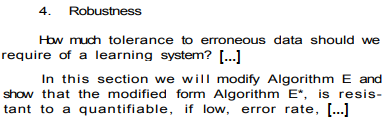 4. Robustness
How much tolerance to erroneous data should we
require of a learning system? [...]
In this section we will modify Algorithm E and
show that the modified form Algorithm E*, is resis-
tant to a quantifiable, if low, error rate, [...]